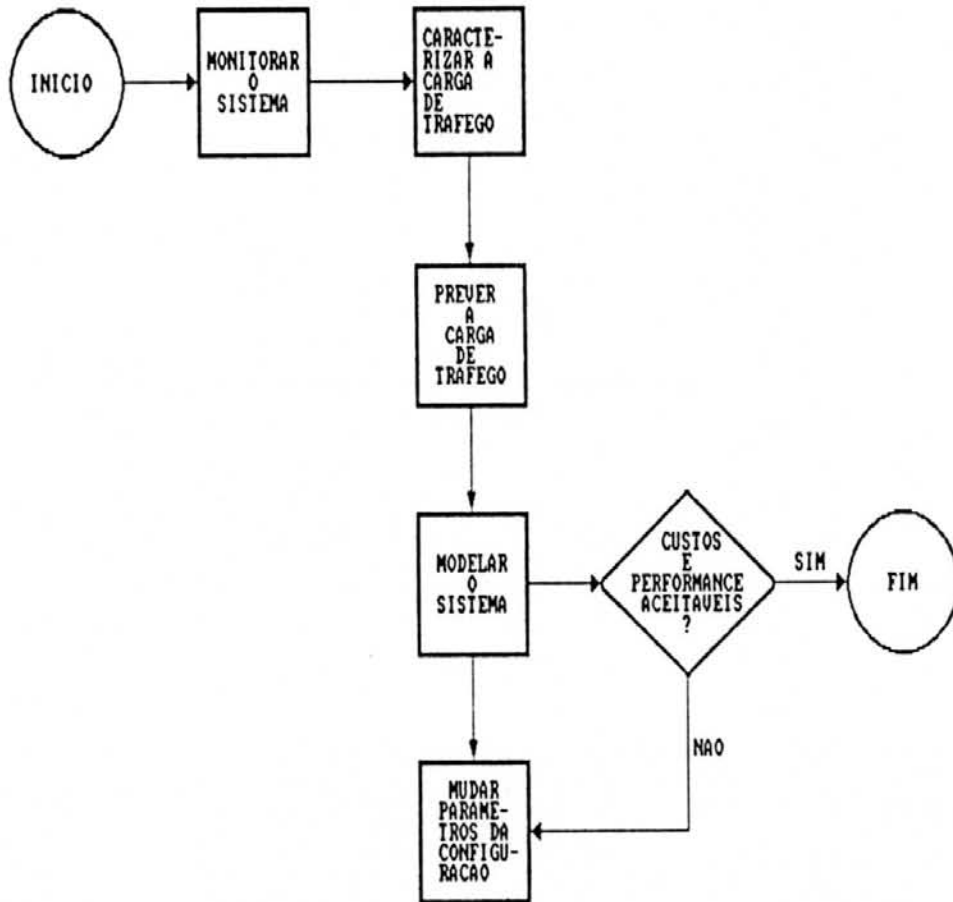 INICIO
MONITORAR
O
SISTEMA
CARACTE-
RIZAR A
CARGA
DE
TRAFEGO
PREVER
A
CARGA
DE
TRAFEGO
MODELAR
O
SISTEMA
CUSTOS
E
PERFORMANCE
ACEITAVEIS
?
SIM
FIM
NAO
MUDAR
PARAME-
TROS DA
CONFIGU-
RACAO